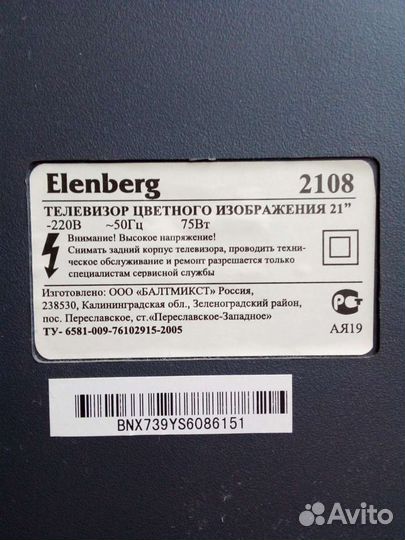 Elenberg 2108
ТЕЛЕВИЗОР ЦВЕТНОГО ИЗОБРАЖЕНИЯ 21”
~220В ~50Гц 75Вт
Внимание! Высокое напряжение!
Снимать задний корпус телевизора, проводить техни-
ческое обслуживание и ремонт разрешается только
специалистам сервисной службы
Изготовлено: ООО «БАЛТМИКСТ» Россия,
238530, Калининградская обл., Зеленоградский район,
пос. Переславское, ст.«Переславское-Западное»
ТУ- 6581-009-76102915-2005
РСТ
АЯ19
BNX739YS6086151
Avito